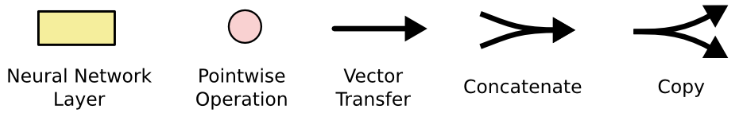 Neural Network
Layer
Pointwise
Operation
Vector
Transfer
Concatenate
Copy